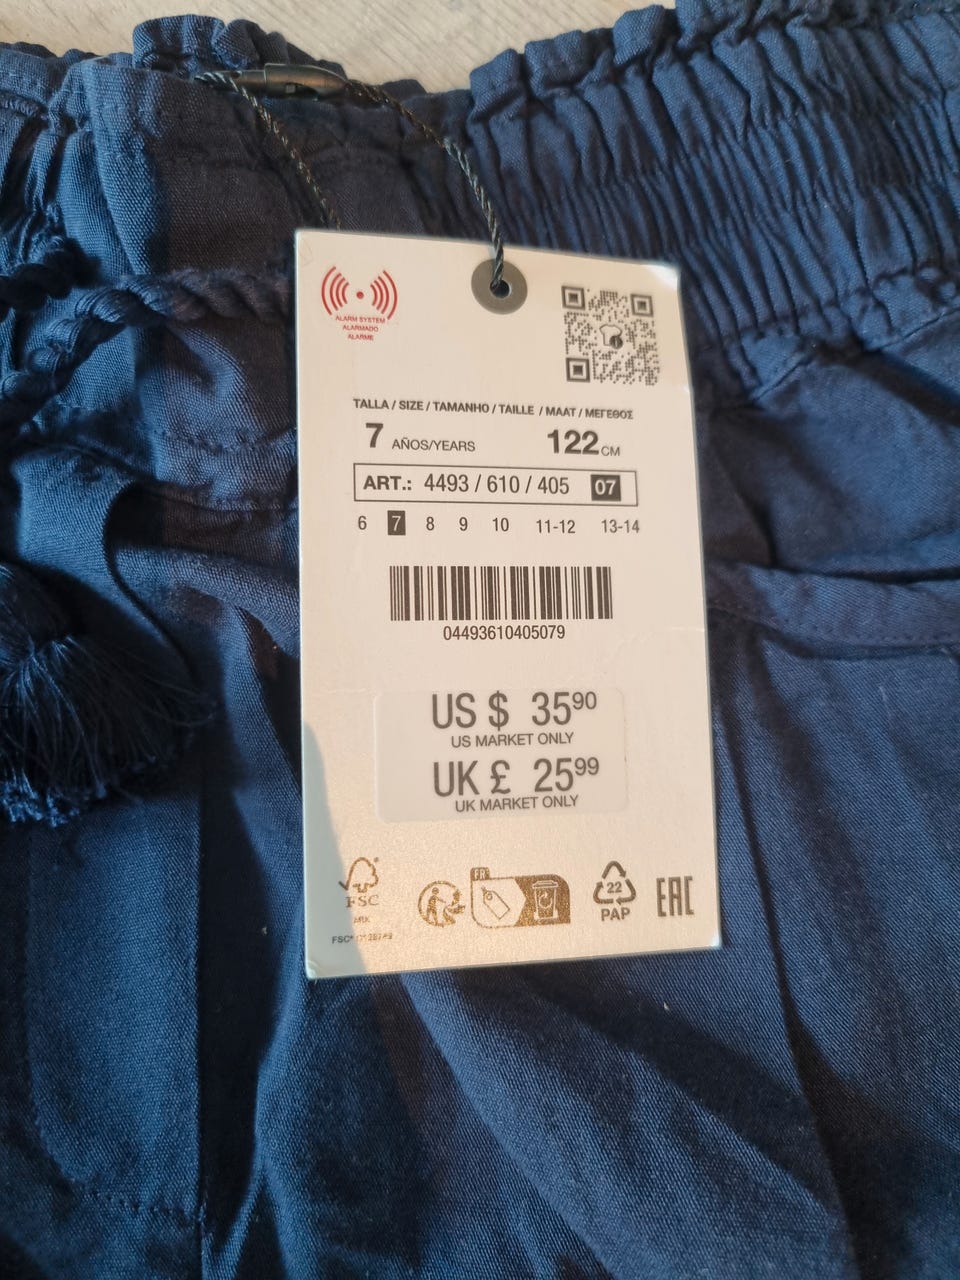 ALARM SYSTEM
ALARMADO
ALARME
TALLA / SIZE / TAMANHO / TAILLE / MAAT / ΜΕΓΕΘΟΣ
7 AÑOS/YEARS 122 CM
ART.: 4493 / 610 / 405 07
6 7 8 9 10 11-12 13-14
04493610405079
US $ 35⁹⁰
US MARKET ONLY
UK £ 25⁹⁹
UK MARKET ONLY
FR
FSC
22
PAP
EAC